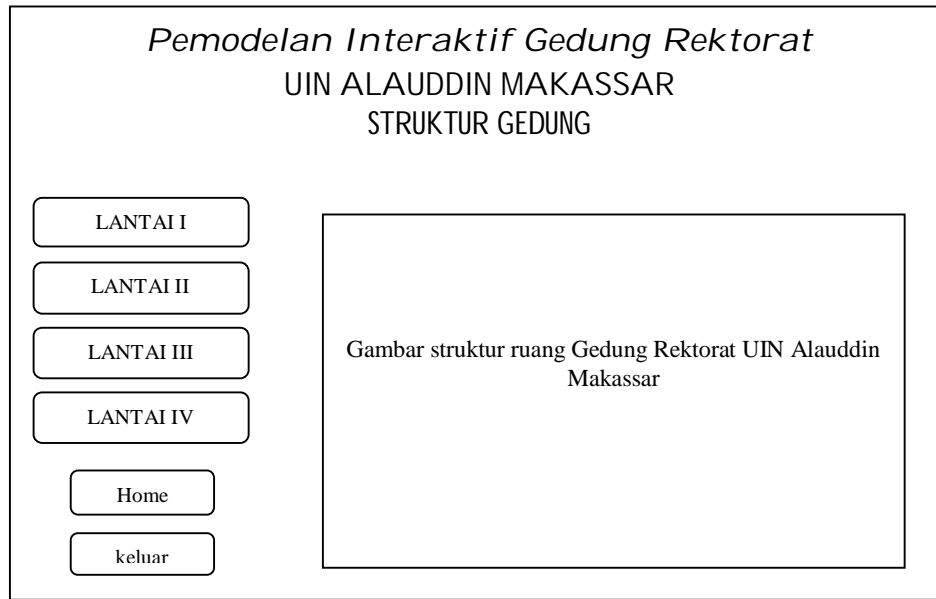 Pemodelan Interaktif Gedung Rektorat
UIN ALAUDDIN MAKASSAR
STRUKTUR GEDUNG
LANTAI I
LANTAI II
LANTAI III
LANTAI IV
Home
keluar
Gambar struktur ruang Gedung Rektorat UIN Alauddin
Makassar